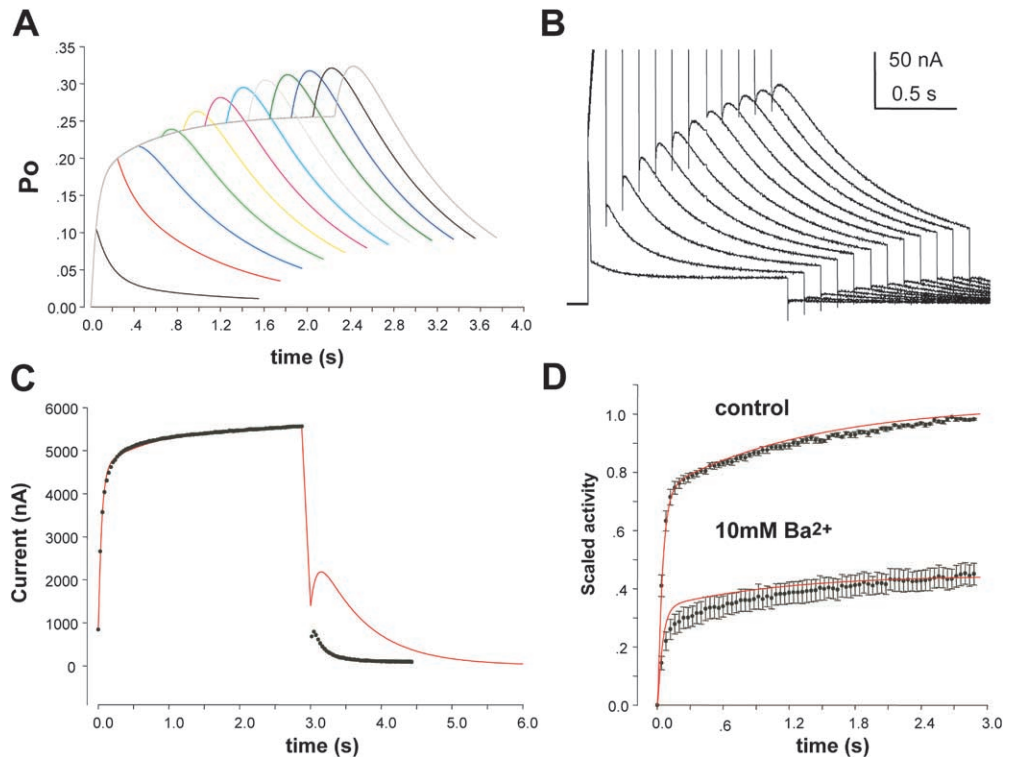 A
.35
.30
.25
.20
.15
.10
.05
0.00
Po
0.0 .4 .8 1.2 1.6 2.0 2.4 2.8 3.2 3.6 4.0
time (s)
B
50 nA
0.5 s
C
6000
5000
4000
3000
2000
1000
0
Current (nA)
0.0 1.0 2.0 3.0 4.0 5.0 6.0
time (s)
D
1.0
0.8
.6
.4
.2
.0
Scaled activity
control
10mM Ba2+
0.0 .6 1.2 1.8 2.4 3.0
time (s)